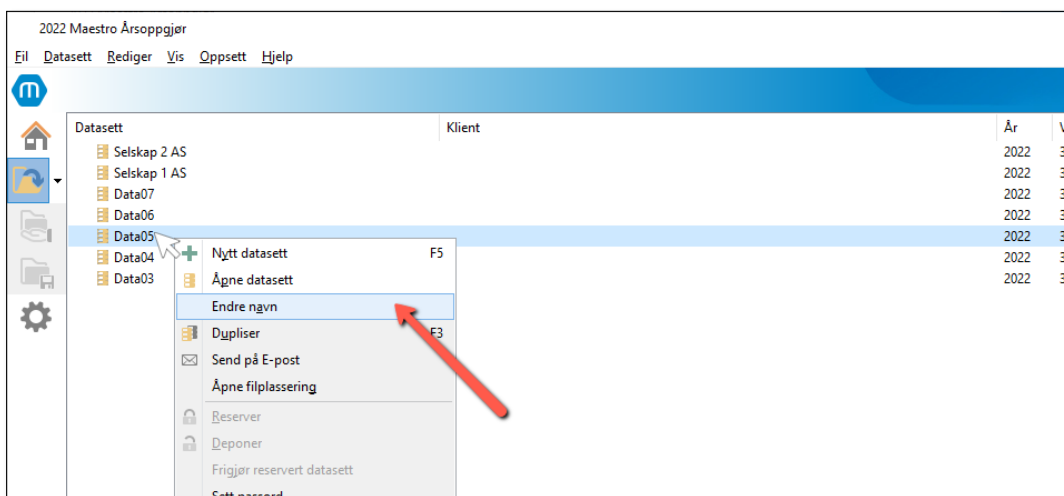 2022 Maestro Årsoppgjør
Fil Datasett Rediger Vis Oppsett Hjelp
m
Datasett Klient År
Selskap 2 AS 2022
Selskap 1 AS 2022
Data07 2022
Data06 2022
Data05 2022
Data04 2022
Data03 2022
Nytt datasett F5
Åpne datasett
Endre navn
Dupliser F3
Send på E-post
Åpne filplassering
Reserver
Deponer
Frigjør reservert datasett
Sett passord